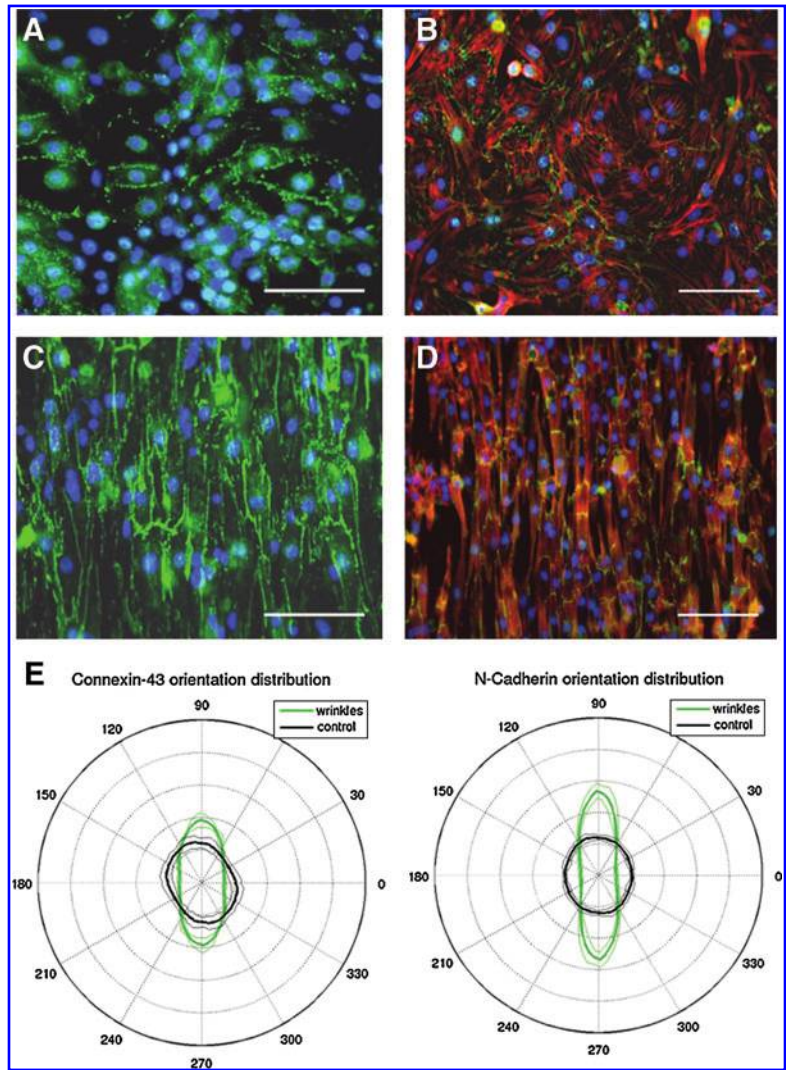 A
B
C
D
E
Connexin-43 orientation distribution
90
wrinkles
control
120
150
30
180
0
210
330
240
300
270
N-Cadherin orientation distribution
90
wrinkles
control
120
150
30
180
0
210
330
240
300
270